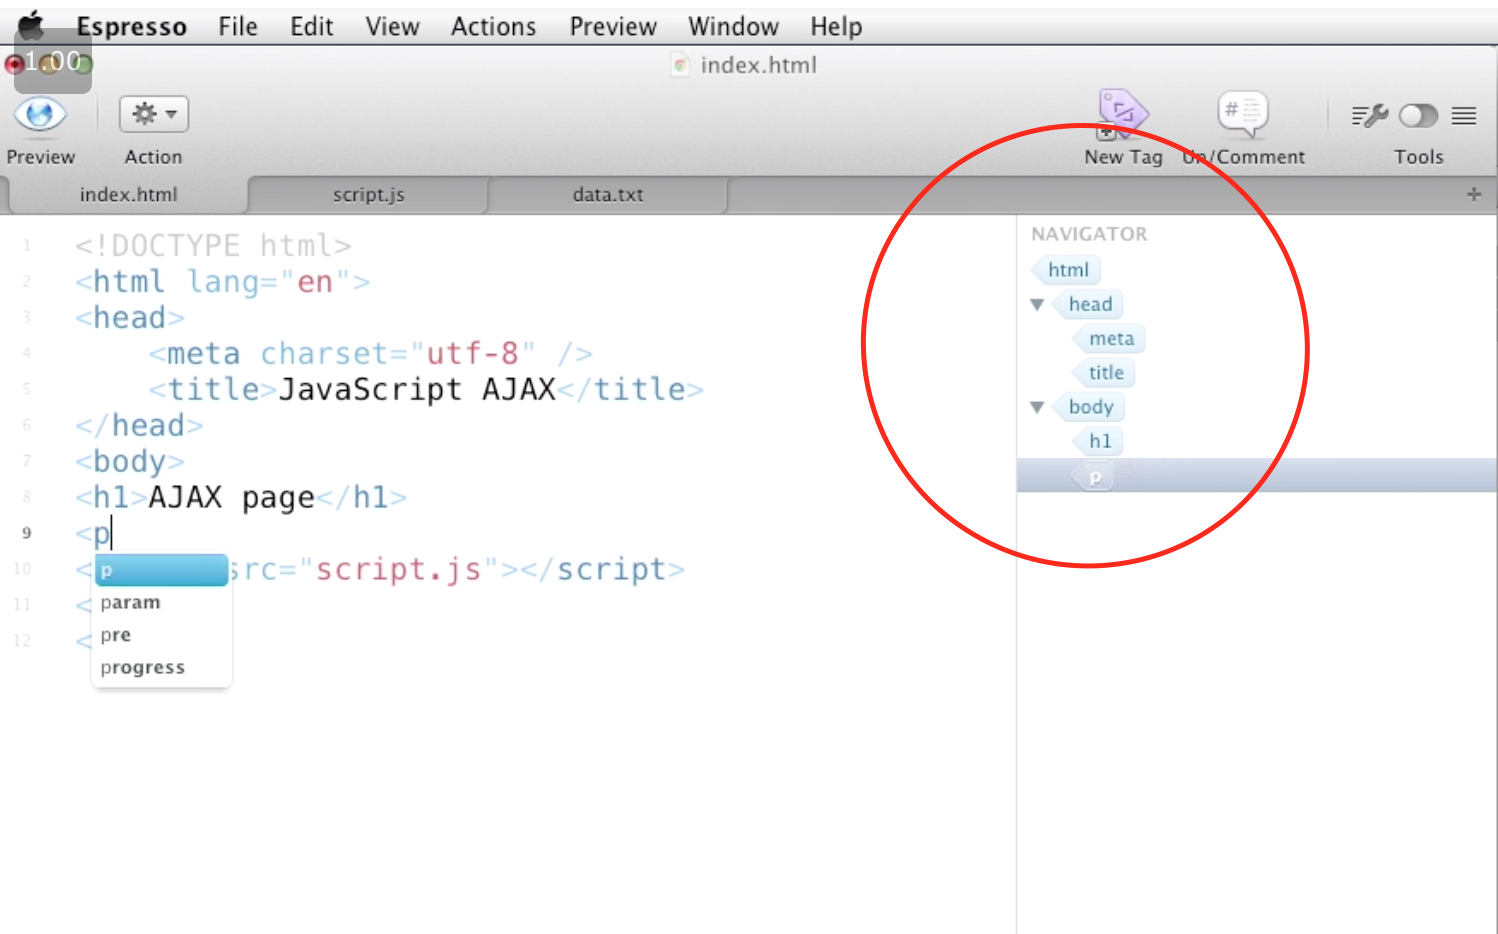 Espresso File Edit View Actions Preview Window Help
1.00
index.html
Preview Action New Tag Un/Comment Tools
index.html script.js data.txt +
NAVIGATOR
html
head
meta
title
body
h1
p
1 <!DOCTYPE html>
2 <html lang="en">
3 <head>
4 <meta charset="utf-8" />
5 <title>JavaScript AJAX</title>
6 </head>
7 <body>
8 <h1>AJAX page</h1>
9 <p
10 < src="script.js"></script>
11 <
12 <
p
param
pre
progress